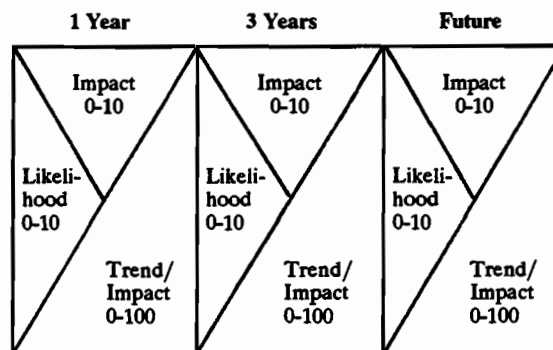 1 Year
3 Years
Future
Impact
0-10
Likeli-
hood
0-10
Trend/
Impact
0-100
Impact
0-10
Likeli-
hood
0-10
Trend/
Impact
0-100
Impact
0-10
Likeli-
hood
0-10
Trend/
Impact
0-100